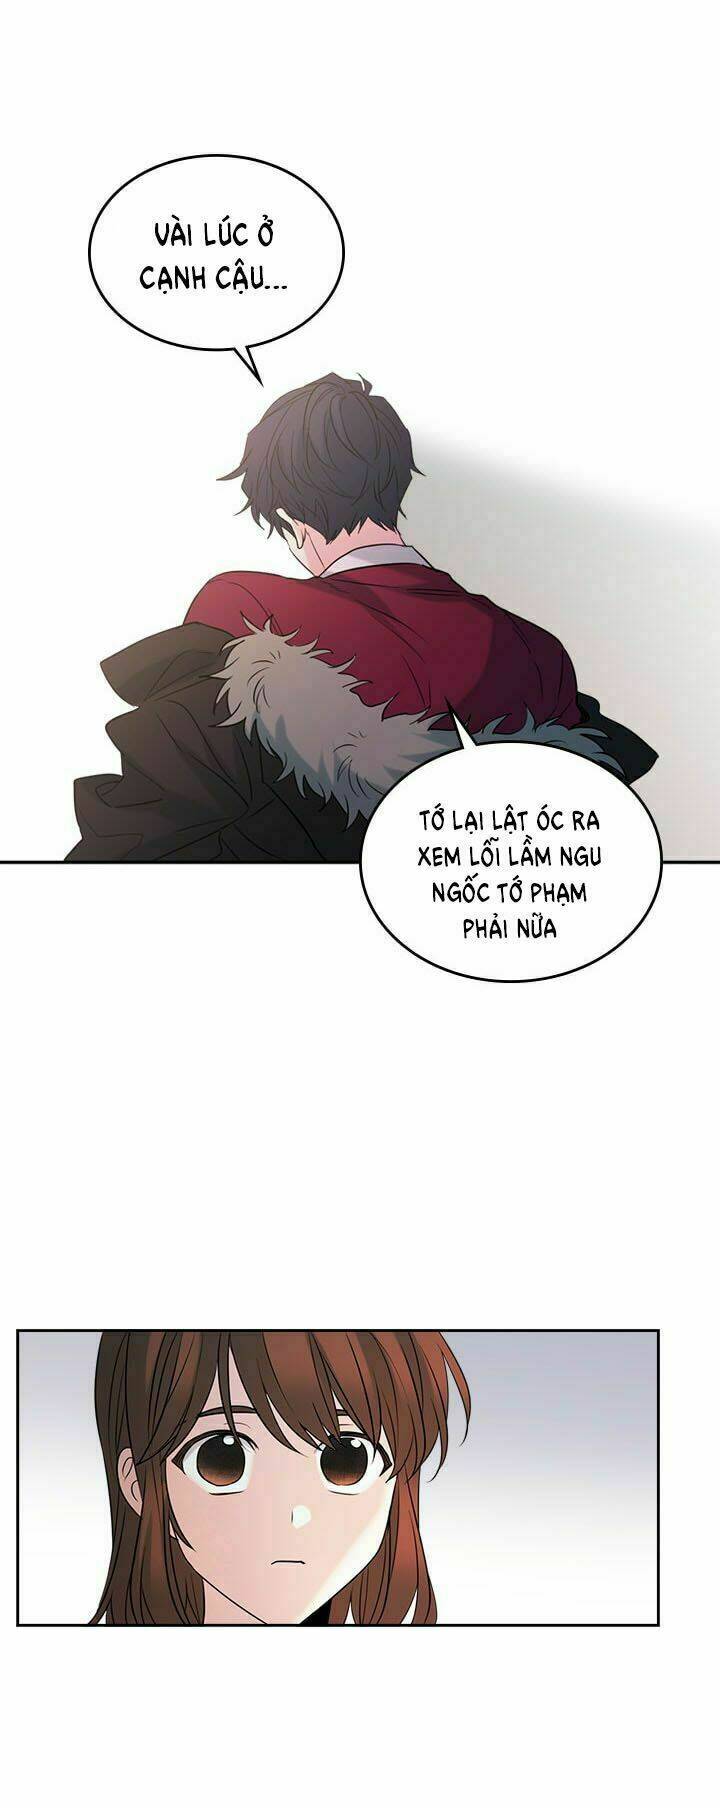 VÀI LÚC Ở
CẠNH CẬU...
TỚ LẠI LẬT ÓC RA
XEM LỖI LẦM NGU
NGỐC TỚ PHẠM
PHẢI NỮA